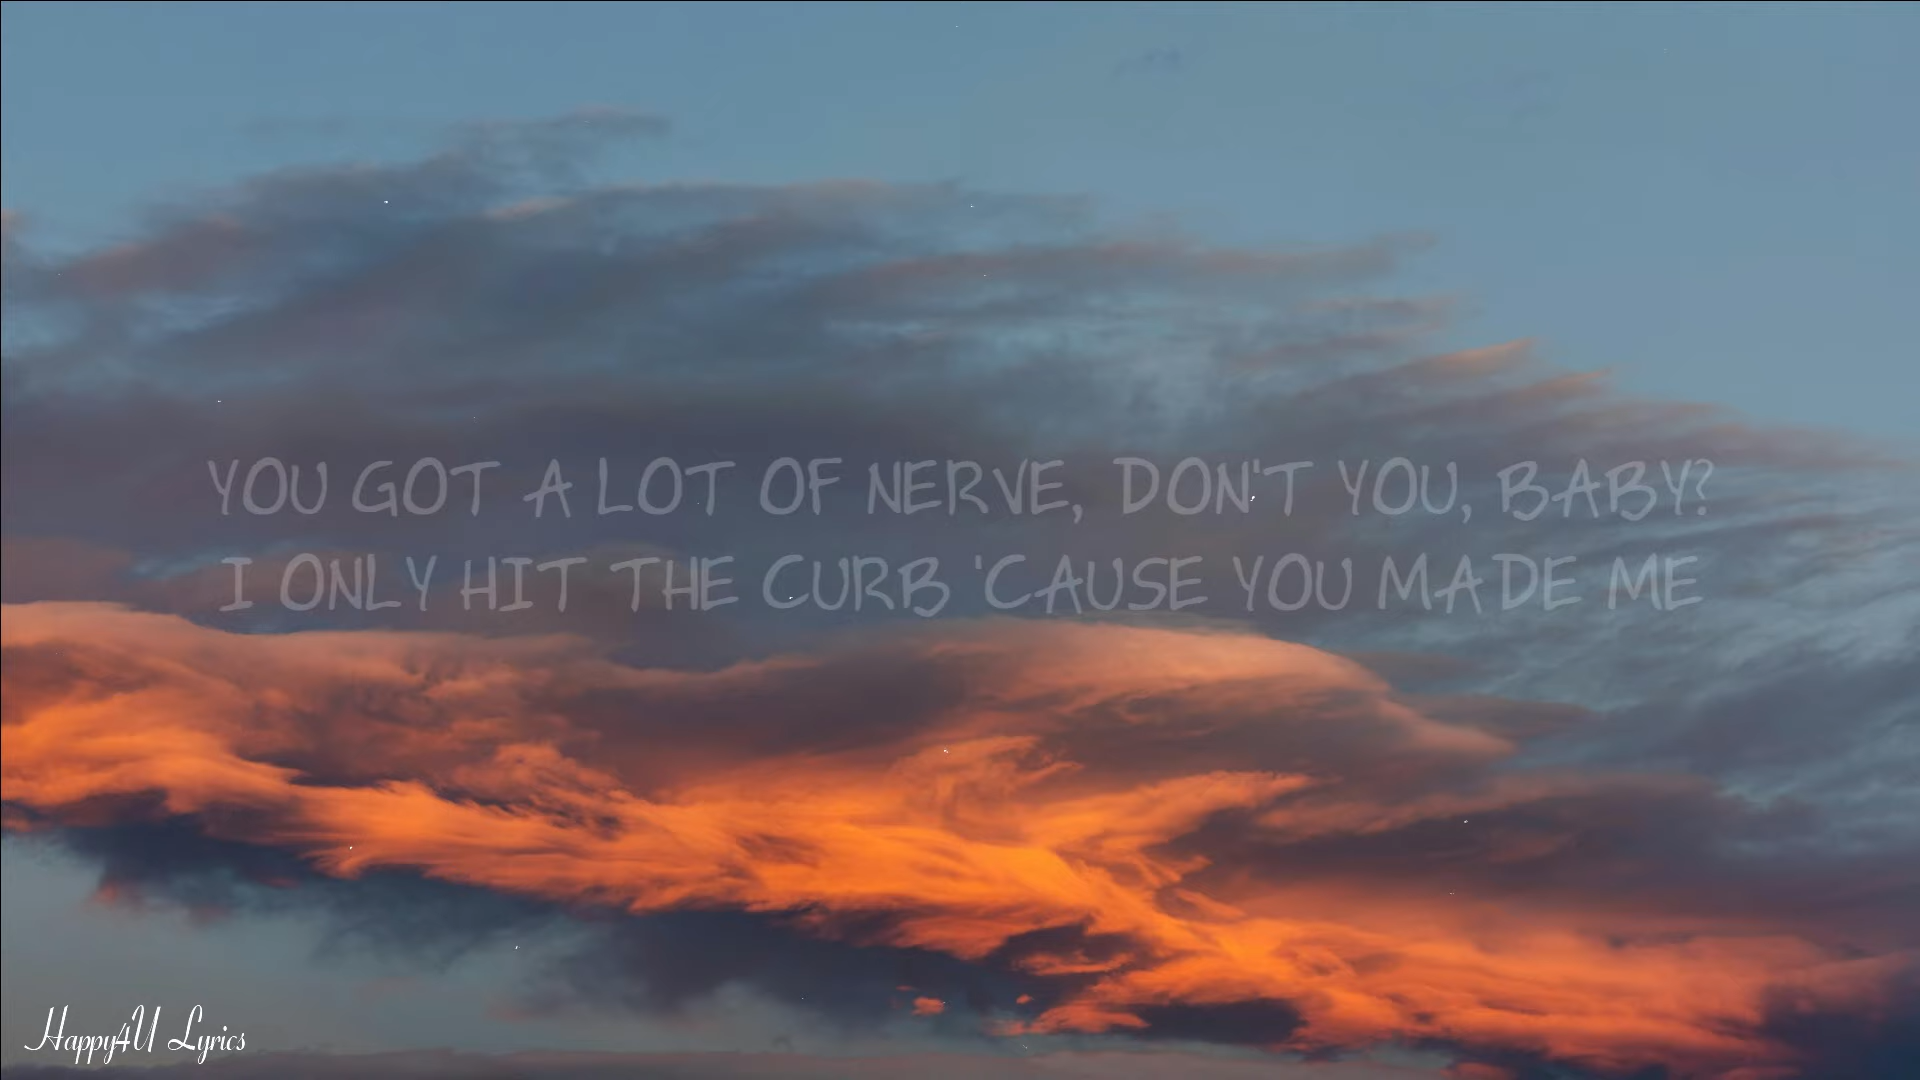 YOU GOT A LOT OF NERVE, DON'T YOU, BABY?
I ONLY HIT THE CURB 'CAUSE YOU MADE ME
Happy4U Lyrics